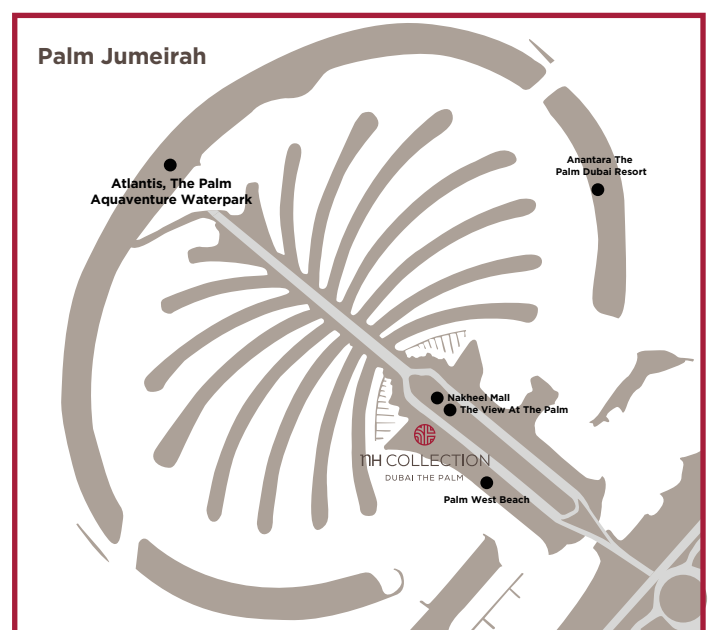 Palm Jumeirah
Anantara The
Palm Dubai Resort
Atlantis, The Palm
Aquaventure Waterpark
Nakheel Mall
The View At The Palm
NH COLLECTION
DUBAI THE PALM
Palm West Beach